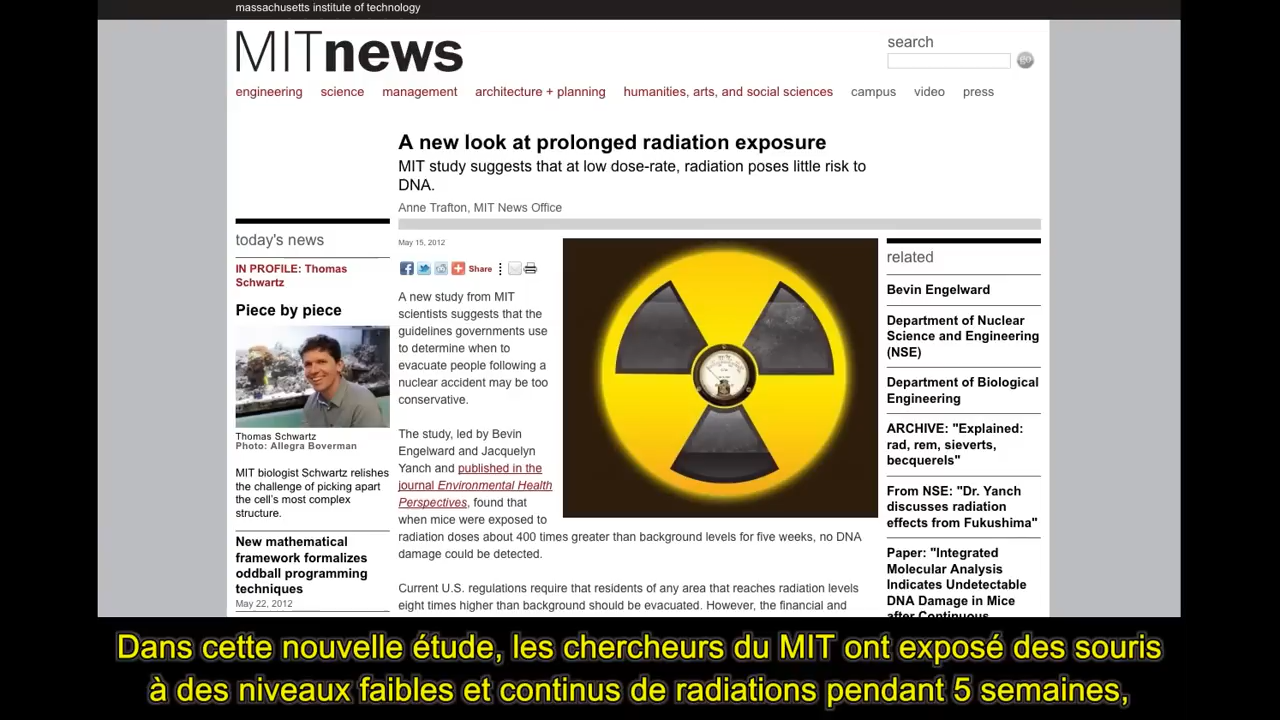 massachusetts institute of technology
MITnews
search
go
engineering science management architecture + planning humanities, arts, and social sciences campus video press
A new look at prolonged radiation exposure
MIT study suggests that at low dose-rate, radiation poses little risk to
DNA.
Anne Trafton, MIT News Office
today's news
IN PROFILE: Thomas
Schwartz
Piece by piece
Thomas Schwartz
Photo: Allegra Boverman
MIT biologist Schwartz relishes
the challenge of picking apart
the cell's most complex
structure.
New mathematical
framework formalizes
oddball programming
techniques
May 22, 2012
May 15, 2012
Share
A new study from MIT
scientists suggests that the
guidelines governments use
to determine when to
evacuate people following a
nuclear accident may be too
conservative.
The study, led by Bevin
Engelward and Jacquelyn
Yanch and published in the
journal Environmental Health
Perspectives, found that
when mice were exposed to
radiation doses about 400 times greater than background levels for five weeks, no DNA
damage could be detected.
Current U.S. regulations require that residents of any area that reaches radiation levels
eight times higher than background should be evacuated. However, the financial and
related
Bevin Engelward
Department of Nuclear
Science and Engineering
(NSE)
Department of Biological
Engineering
ARCHIVE: "Explained:
rad, rem, sieverts,
becquerels"
From NSE: "Dr. Yanch
discusses radiation
effects from Fukushima"
Paper: "Integrated
Molecular Analysis
Indicates Undetectable
DNA Damage in Mice
after Continuous
Dans cette nouvelle étude, les chercheurs du MIT ont exposé des souris
à des niveaux faibles et continus de radiations pendant 5 semaines,